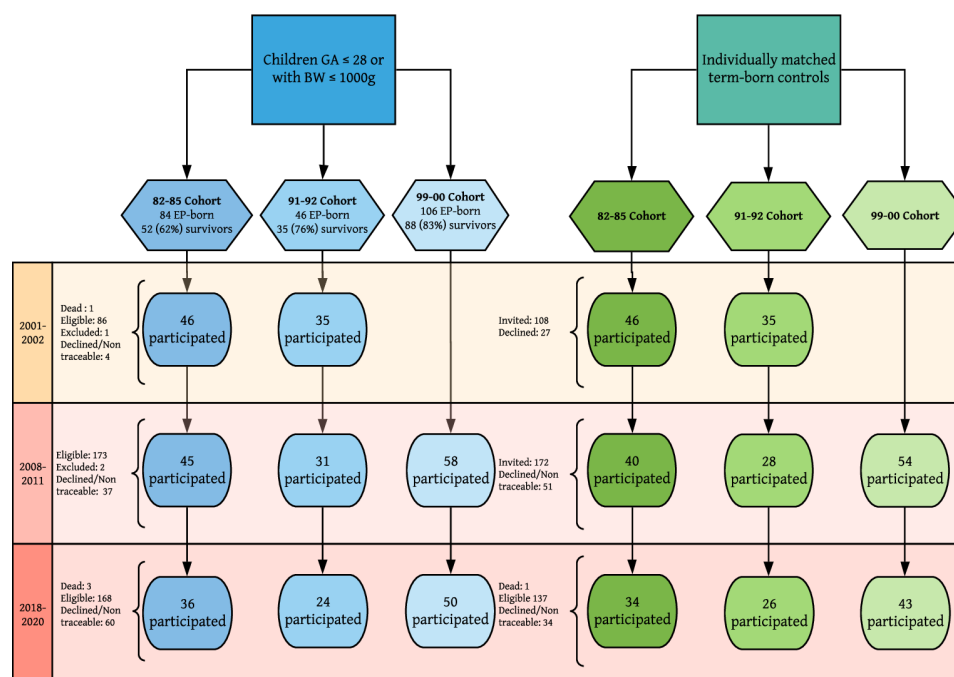 Children GA ≤ 28 or
with BW ≤ 1000g
Individually matched
term-born controls
82-85 Cohort
84 EP-born
52 (62%) survivors
91-92 Cohort
46 EP-born
35 (76%) survivors
99-00 Cohort
106 EP-born
88 (83%) survivors
82-85 Cohort
91-92 Cohort
99-00 Cohort
2001-
2002
Dead : 1
Eligible: 86
Excluded: 1
Declined/Non
traceable: 4
46
participated
35
participated
Invited: 108
Declined: 27
46
participated
35
participated
2008-
2011
Eligible: 173
Excluded: 2
Declined/Non
traceable: 37
45
participated
31
participated
58
participated
Invited: 172
Declined/Non
traceable: 51
40
participated
28
participated
54
participated
2018-
2020
Dead: 3
Eligible: 168
Declined/Non
traceable: 60
36
participated
24
participated
50
participated
Dead: 1
Eligible 137
Declined/Non
traceable: 34
34
participated
26
participated
43
participated